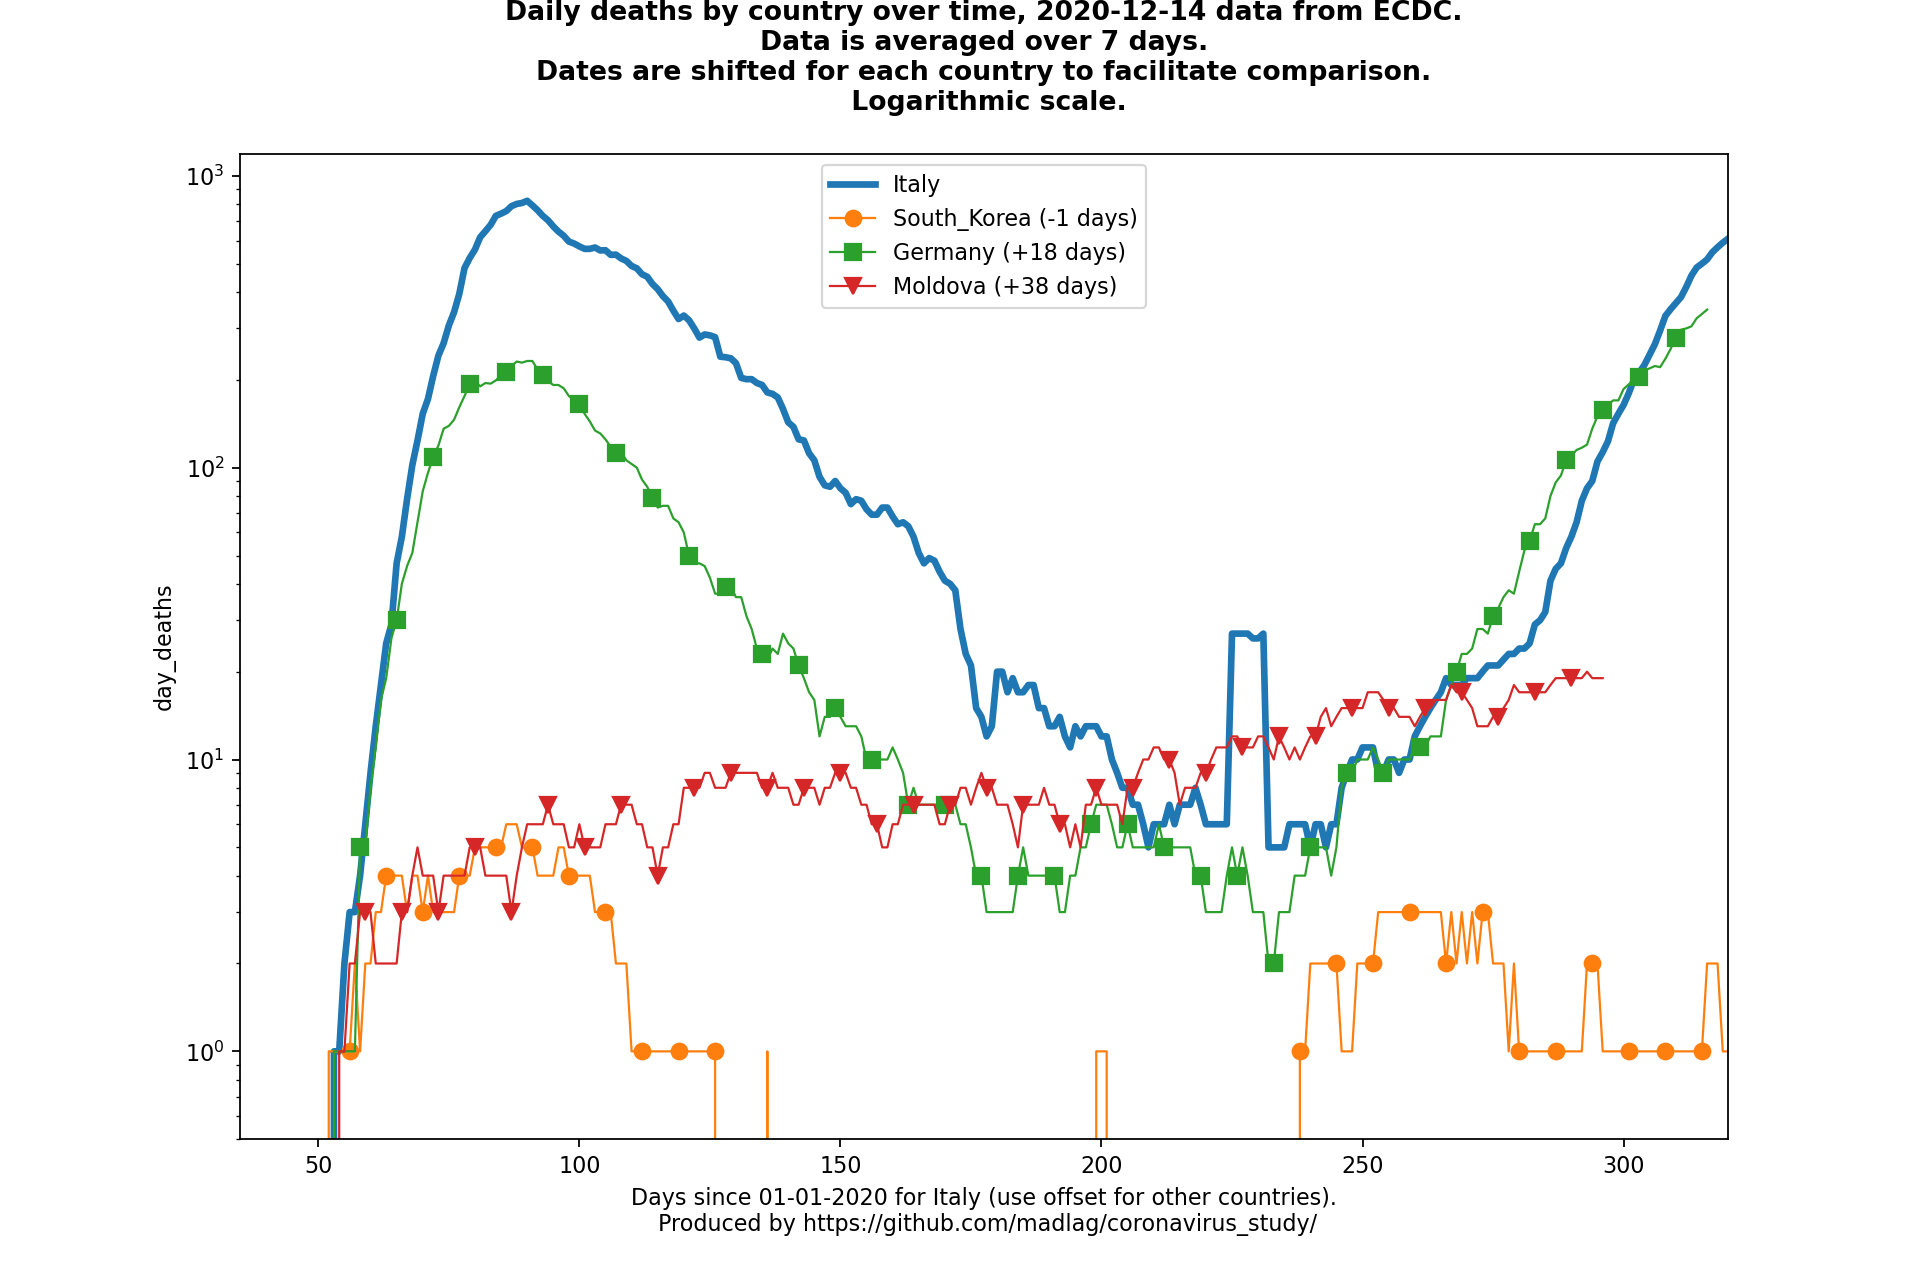 Daily deaths by country over time, 2020-12-14 data from ECDC.
Data is averaged over 7 days.
Dates are shifted for each country to facilitate comparison.
Logarithmic scale.
10³
10²
10¹
10⁰
day_deaths
Italy
South_Korea (-1 days)
Germany (+18 days)
Moldova (+38 days)
50 100 150 200 250 300
Days since 01-01-2020 for Italy (use offset for other countries).
Produced by https://github.com/madlag/coronavirus_study/